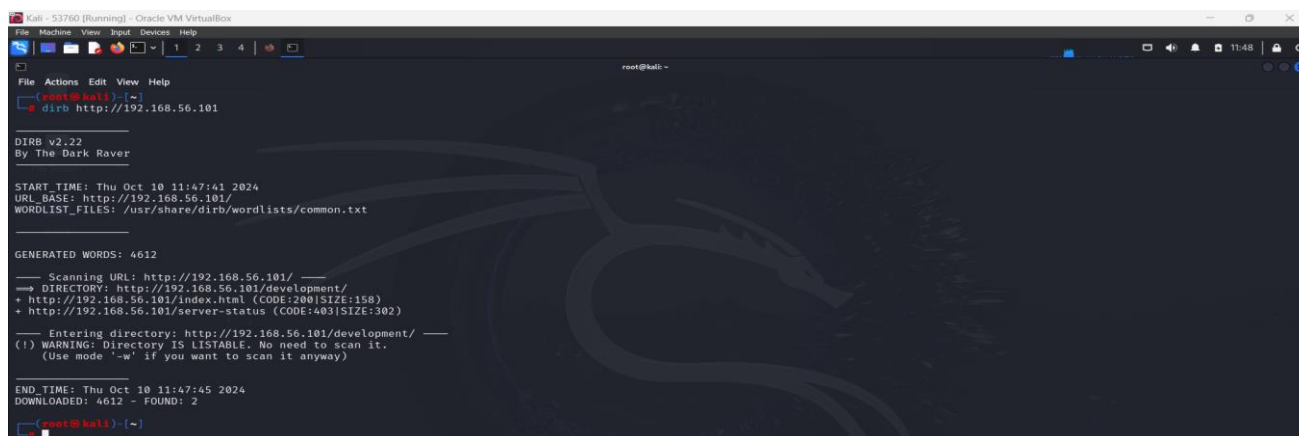 Kali - 53760 [Running] - Oracle VM VirtualBox
File Machine View Input Devices Help
1 2 3 4
11:48
root@kali: ~
File Actions Edit View Help
┌──(root㉿kali)-[~]
└─# dirb http://192.168.56.101
DIRB v2.22
By The Dark Raver
START_TIME: Thu Oct 10 11:47:41 2024
URL_BASE: http://192.168.56.101/
WORDLIST_FILES: /usr/share/dirb/wordlists/common.txt
GENERATED WORDS: 4612
---- Scanning URL: http://192.168.56.101/ ----
==> DIRECTORY: http://192.168.56.101/development/
+ http://192.168.56.101/index.html (CODE:200|SIZE:158)
+ http://192.168.56.101/server-status (CODE:403|SIZE:302)
---- Entering directory: http://192.168.56.101/development/ ----
(!) WARNING: Directory IS LISTABLE. No need to scan it.
(Use mode '-w' if you want to scan it anyway)
END_TIME: Thu Oct 10 11:47:45 2024
DOWNLOADED: 4612 - FOUND: 2
┌──(root㉿kali)-[~]
└─#